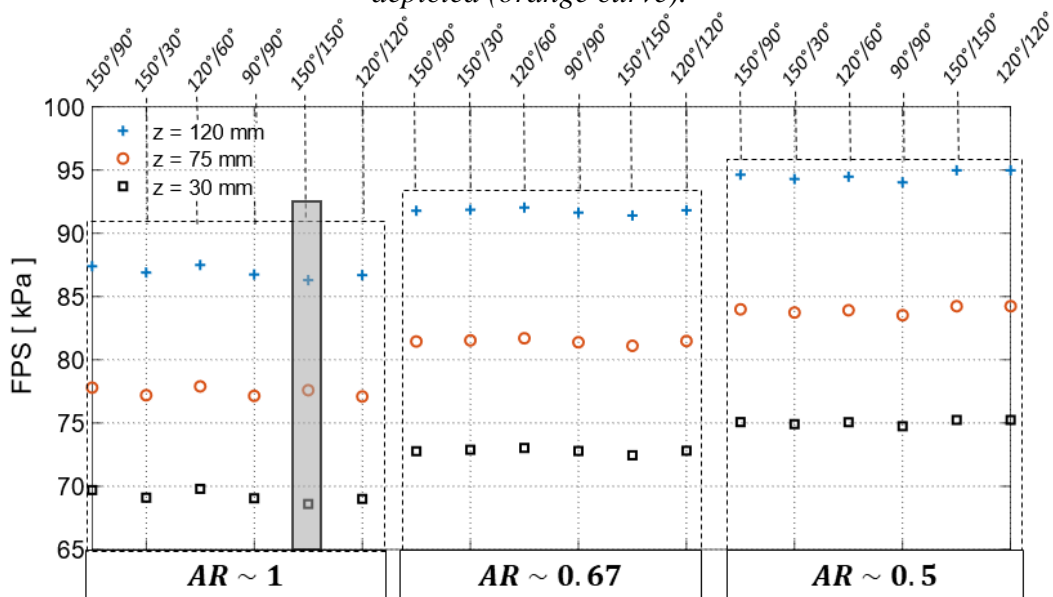 depicted (orange curve).
150°/90° 150°/30° 120°/60° 90°/90° 150°/150° 120°/120° 150°/90° 150°/30° 120°/60° 90°/90° 150°/150° 120°/120° 150°/90° 150°/30° 120°/60° 90°/90° 150°/150° 120°/120°
100
z = 120 mm
z = 75 mm
z = 30 mm
95
90
85
80
75
70
65
FPS [ kPa ]
AR ~ 1 AR ~ 0.67 AR ~ 0.5